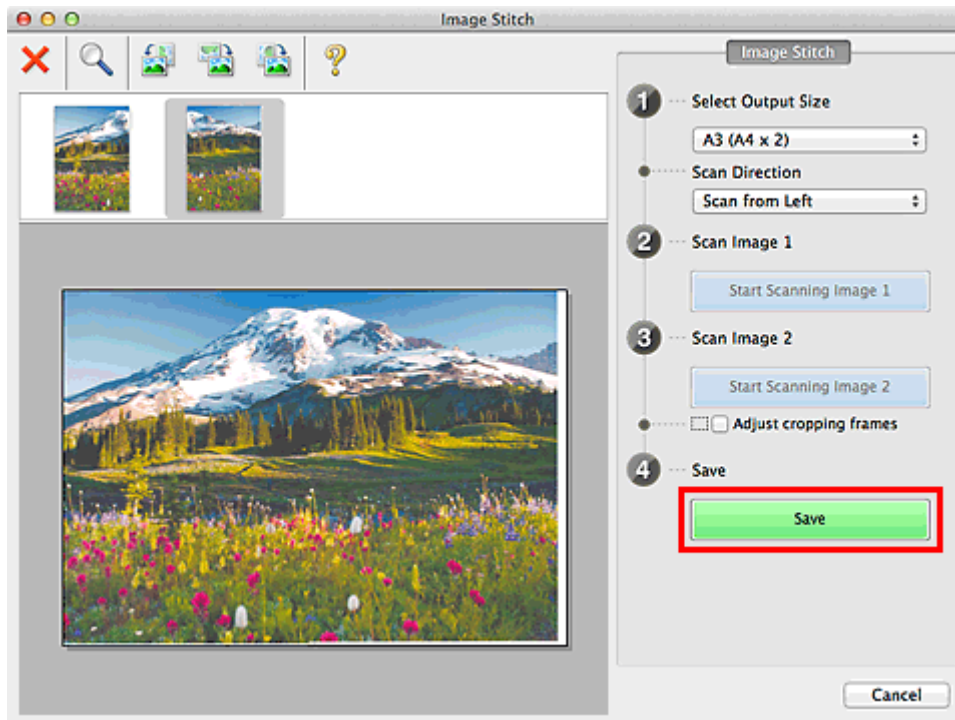 Image Stitch
?
Image Stitch
1 Select Output Size
A3 (A4 x 2)
Scan Direction
Scan from Left
2 Scan Image 1
Start Scanning Image 1
3 Scan Image 2
Start Scanning Image 2
Adjust cropping frames
4 Save
Save
Cancel